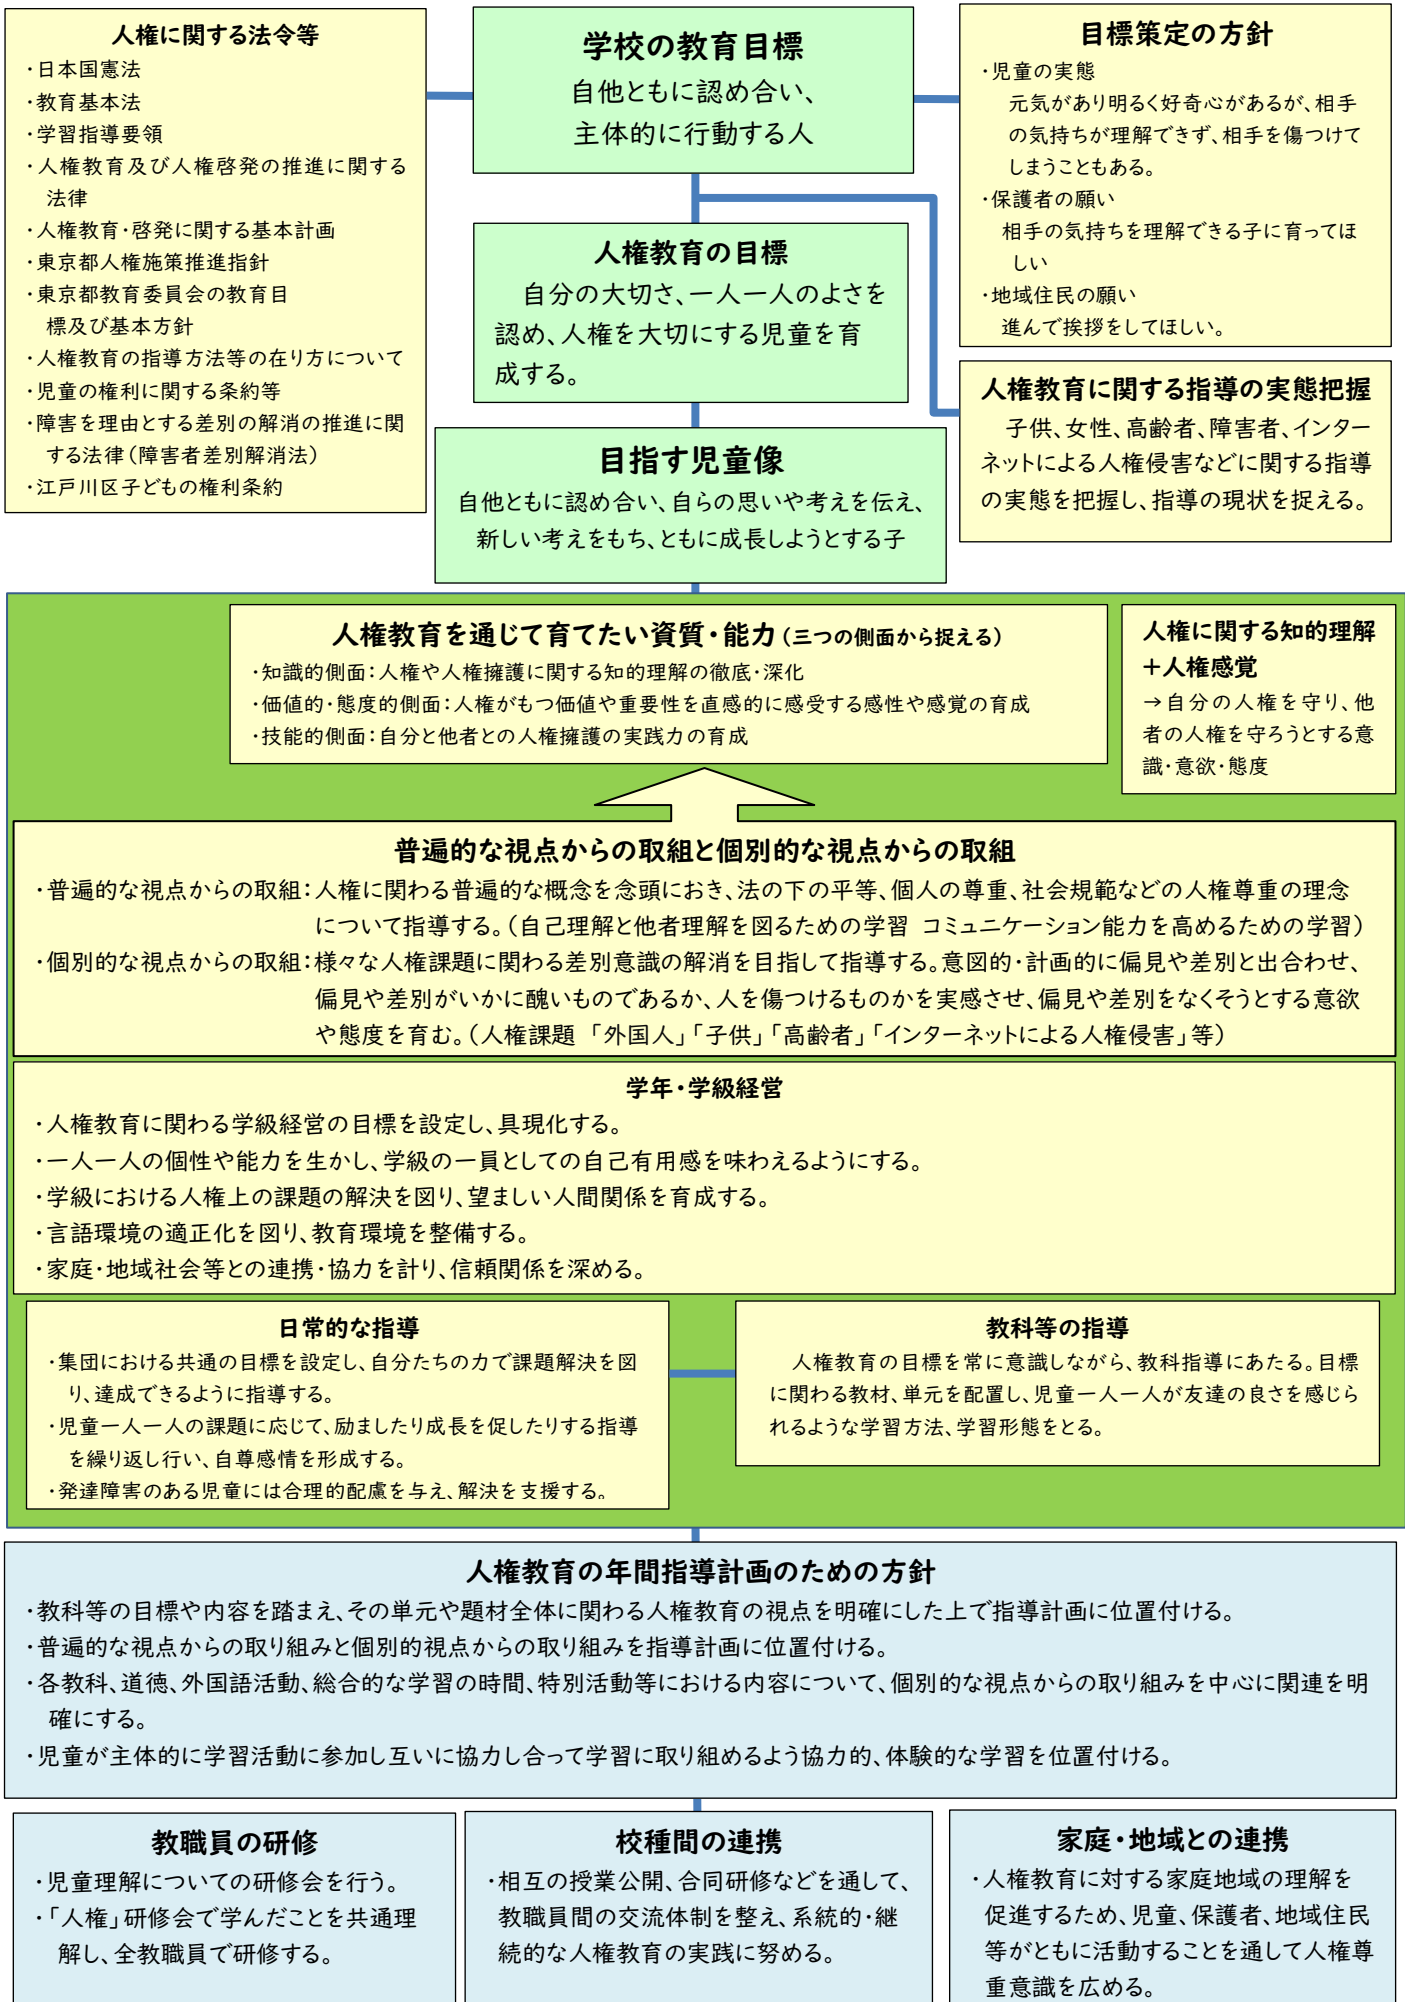 人権に関する法令等
・日本国憲法
・教育基本法
・学習指導要領
・人権教育及び人権啓発の推進に関する
法律
・人権教育・啓発に関する基本計画
・東京都人権施策推進指針
・東京都教育委員会の教育目
標及び基本方針
・人権教育の指導方法等の在り方について
・児童の権利に関する条約等
・障害を理由とする差別の解消の推進に関
する法律（障害者差別解消法）
・江戸川区子どもの権利条約
学校の教育目標
自他ともに認め合い、
主体的に行動する人
目標策定の方針
・児童の実態
元気があり明るく好奇心があるが、相手
の気持ちが理解できず、相手を傷つけて
しまうこともある。
・保護者の願い
相手の気持ちを理解できる子に育ってほ
しい
・地域住民の願い
進んで挨拶をしてほしい。
人権教育の目標
自分の大切さ、一人一人のよさを
認め、人権を大切にする児童を育
成する。
人権教育に関する指導の実態把握
子供、女性、高齢者、障害者、インター
ネットによる人権侵害などに関する指導
の実態を把握し、指導の現状を捉える。
目指す児童像
自他ともに認め合い、自らの思いや考えを伝え、
新しい考えをもち、ともに成長しようとする子
人権教育を通じて育てたい資質・能力（三つの側面から捉える）
・知識的側面：人権や人権擁護に関する知的理解の徹底・深化
・価値的・態度的側面：人権がもつ価値や重要性を直感的に感受する感性や感覚の育成
・技能的側面：自分と他者との人権擁護の実践力の育成
人権に関する知的理解
＋人権感覚
→自分の人権を守り、他
者の人権を守ろうとする意
識・意欲・態度
普遍的な視点からの取組と個別的な視点からの取組
・普遍的な視点からの取組：人権に関わる普遍的な概念を念頭におき、法の下の平等、個人の尊重、社会規範などの人権尊重の理念
について指導する。（自己理解と他者理解を図るための学習 コミュニケーション能力を高めるための学習）
・個別的な視点からの取組：様々な人権課題に関わる差別意識の解消を目指して指導する。意図的・計画的に偏見や差別と出合わせ、
偏見や差別がいかに醜いものであるか、人を傷つけるものかを実感させ、偏見や差別をなくそうとする意欲
や態度を育む。（人権課題 「外国人」「子供」「高齢者」「インターネットによる人権侵害」等）
学年・学級経営
・人権教育に関わる学級経営の目標を設定し、具現化する。
・一人一人の個性や能力を生かし、学級の一員としての自己有用感を味わえるようにする。
・学級における人権上の課題の解決を図り、望ましい人間関係を育成する。
・言語環境の適正化を図り、教育環境を整備する。
・家庭・地域社会等との連携・協力を計り、信頼関係を深める。
日常的な指導
・集団における共通の目標を設定し、自分たちの力で課題解決を図
り、達成できるように指導する。
・児童一人一人の課題に応じて、励ましたり成長を促したりする指導
を繰り返し行い、自尊感情を形成する。
・発達障害のある児童には合理的配慮を与え、解決を支援する。
教科等の指導
人権教育の目標を常に意識しながら、教科指導にあたる。目標
に関わる教材、単元を配置し、児童一人一人が友達の良さを感じら
れるような学習方法、学習形態をとる。
人権教育の年間指導計画のための方針
・教科等の目標や内容を踏まえ、その単元や題材全体に関わる人権教育の視点を明確にした上で指導計画に位置付ける。
・普遍的な視点からの取り組みと個別的視点からの取り組みを指導計画に位置付ける。
・各教科、道徳、外国語活動、総合的な学習の時間、特別活動等における内容について、個別的な視点からの取り組みを中心に関連を明
確にする。
・児童が主体的に学習活動に参加し互いに協力し合って学習に取り組めるよう協力的、体験的な学習を位置付ける。
教職員の研修
・児童理解についての研修会を行う。
・「人権」研修会で学んだことを共通理
解し、全教職員で研修する。
校種間の連携
・相互の授業公開、合同研修などを通して、
教職員間の交流体制を整え、系統的・継
続的な人権教育の実践に努める。
家庭・地域との連携
・人権教育に対する家庭地域の理解を
促進するため、児童、保護者、地域住民
等がともに活動することを通して人権尊
重意識を広める。